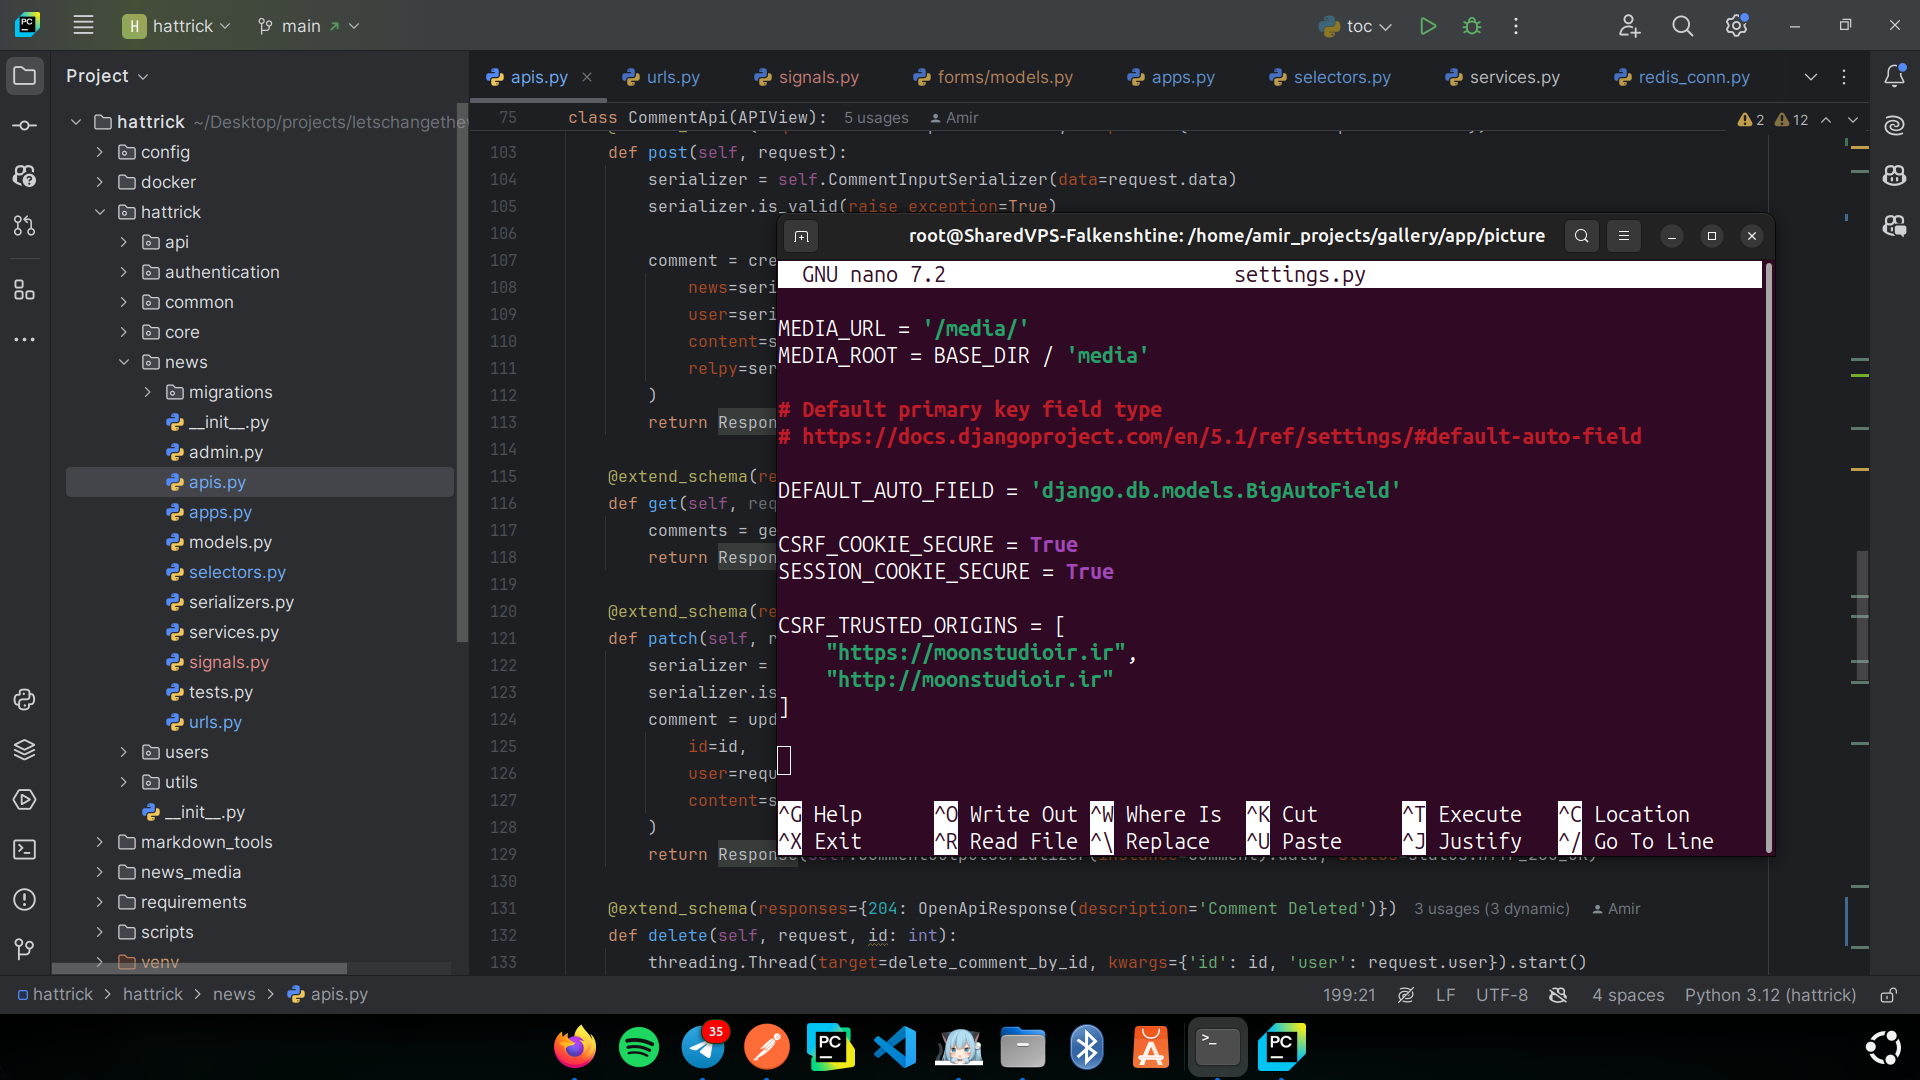 hattrick
main
toc
Project
apis.py
urls.py
signals.py
forms/models.py
apps.py
selectors.py
services.py
redis_conn.py
hattrick ~/Desktop/projects/letschangethe
config
docker
hattrick
api
authentication
common
core
news
migrations
__init__.py
admin.py
apis.py
apps.py
models.py
selectors.py
serializers.py
services.py
signals.py
tests.py
urls.py
users
utils
__init__.py
markdown_tools
news_media
requirements
scripts
venv
75 class CommentApi(APIView): 5 usages Amir
2 12
103 def post(self, request):
104 serializer = self.CommentInputSerializer(data=request.data)
105 serializer.is_valid(raise_exception=True)
106
107 comment = cre
108 news=seri
109 user=seri
110 content=s
111 relpy=ser
112 )
113 return Respon
114
115 @extend_schema(re
116 def get(self, req
117 comments = ge
118 return Respon
119
120 @extend_schema(re
121 def patch(self, r
122 serializer =
123 serializer.is
124 comment = upd
125 id=id,
126 user=requ
127 content=s
128 )
129 return Response(self.CommentOutputSerializer(instance=comment).data, status=status.HTTP_200_OK)
130
131 @extend_schema(responses={204: OpenApiResponse(description='Comment Deleted')}) 3 usages (3 dynamic) Amir
132 def delete(self, request, id: int):
133 threading.Thread(target=delete_comment_by_id, kwargs={'id': id, 'user': request.user}).start()
root@SharedVPS-Falkenshtine: /home/amir_projects/gallery/app/picture
GNU nano 7.2 settings.py
MEDIA_URL = '/media/'
MEDIA_ROOT = BASE_DIR / 'media'
# Default primary key field type
# https://docs.djangoproject.com/en/5.1/ref/settings/#default-auto-field
DEFAULT_AUTO_FIELD = 'django.db.models.BigAutoField'
CSRF_COOKIE_SECURE = True
SESSION_COOKIE_SECURE = True
CSRF_TRUSTED_ORIGINS = [
"https://moonstudioir.ir",
"http://moonstudioir.ir"
]
^G Help ^O Write Out ^W Where Is ^K Cut ^T Execute ^C Location
^X Exit ^R Read File ^\ Replace ^U Paste ^J Justify ^/ Go To Line
hattrick > hattrick > news > apis.py
199:21 LF UTF-8 4 spaces Python 3.12 (hattrick)
35